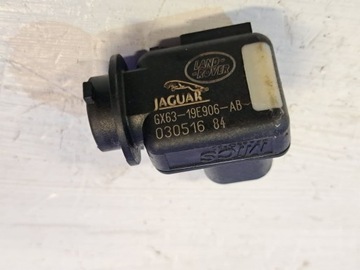 LAND
ROVER
JAGUAR
GX63-19E906-AB
030516 84